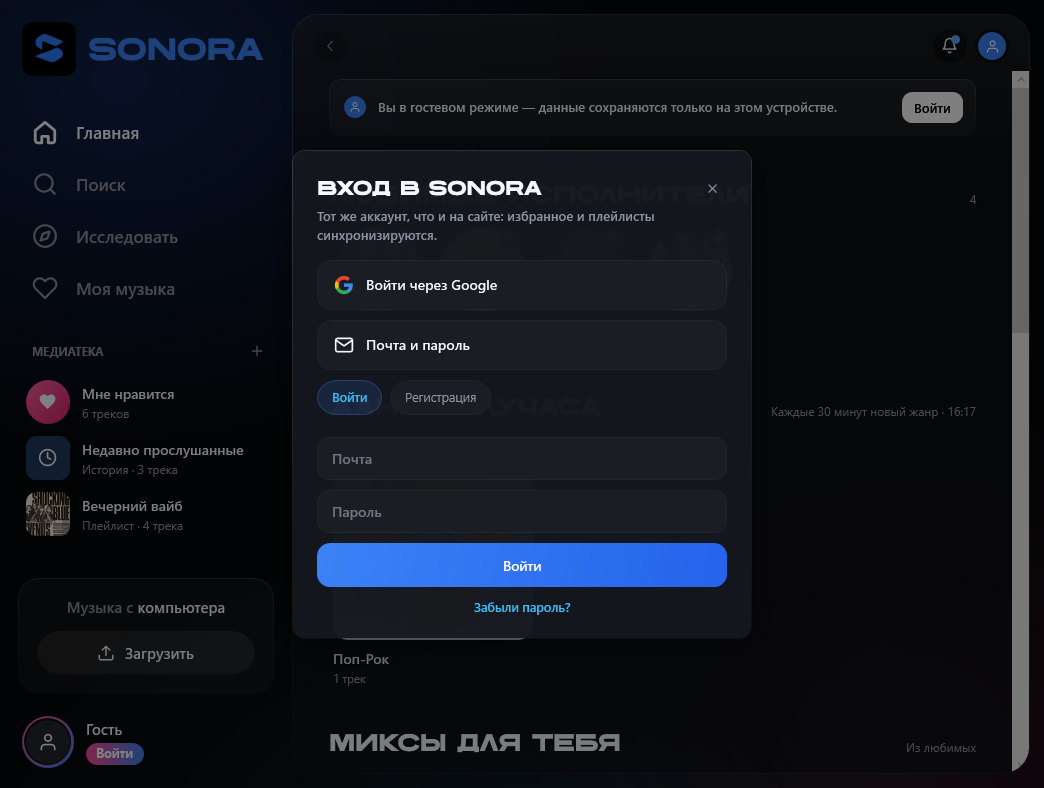 SONORA
Главная
Поиск
Исследовать
Моя музыка
МЕДИАТЕКА
Мне нравится
6 треков
Недавно прослушанные
История · 3 трека
Вечерний вайб
Плейлист · 4 трека
Музыка с компьютера
Загрузить
Гость
Войти
Вы в гостевом режиме — данные сохраняются только на этом устройстве.
Войти
ИСПОЛНИТЕЛИ
4
ВХОД В SONORA
Тот же аккаунт, что и на сайте: избранное и плейлисты
синхронизируются.
Войти через Google
Почта и пароль
Войти
Регистрация
Каждые 30 минут новый жанр · 16:17
Почта
Пароль
Войти
Забыли пароль?
Поп-Рок
1 трек
МИКСЫ ДЛЯ ТЕБЯ
Из любимых